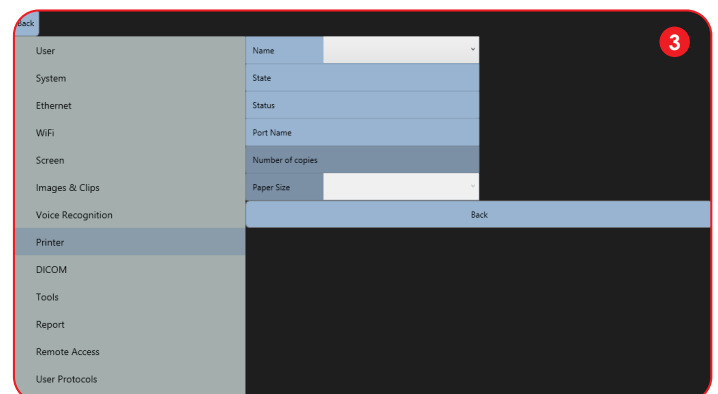 Back
3
User
System
Ethernet
WiFi
Screen
Images & Clips
Voice Recognition
Printer
DICOM
Tools
Report
Remote Access
User Protocols
Name
State
Status
Port Name
Number of copies
Paper Size
Back